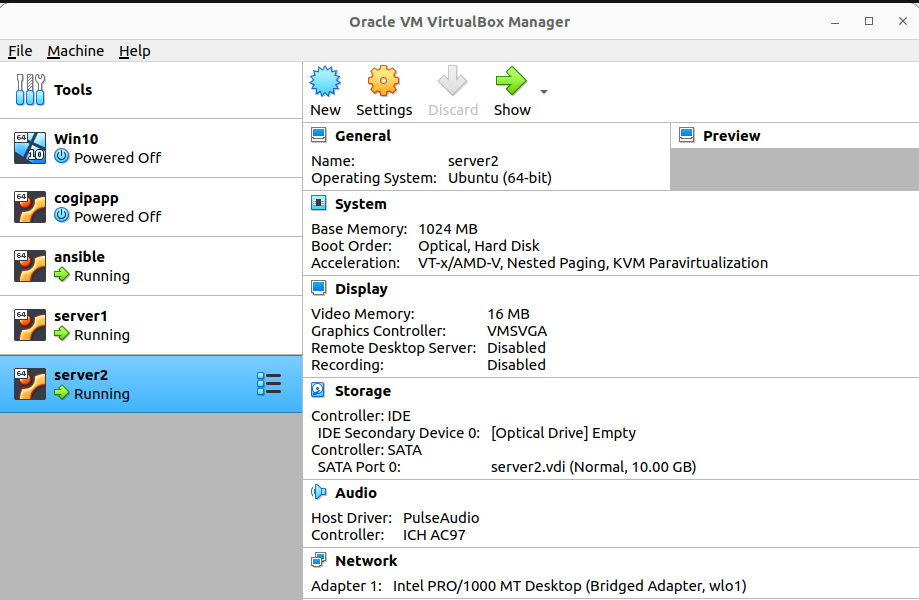 Oracle VM VirtualBox Manager
File Machine Help
Tools
64
10
Win10
Powered Off
64
cogipapp
Powered Off
64
ansible
Running
64
server1
Running
64
server2
Running
New Settings Discard Show
General
Name: server2
Operating System: Ubuntu (64-bit)
Preview
System
Base Memory: 1024 MB
Boot Order: Optical, Hard Disk
Acceleration: VT-x/AMD-V, Nested Paging, KVM Paravirtualization
Display
Video Memory: 16 MB
Graphics Controller: VMSVGA
Remote Desktop Server: Disabled
Recording: Disabled
Storage
Controller: IDE
IDE Secondary Device 0: [Optical Drive] Empty
Controller: SATA
SATA Port 0: server2.vdi (Normal, 10.00 GB)
Audio
Host Driver: PulseAudio
Controller: ICH AC97
Network
Adapter 1: Intel PRO/1000 MT Desktop (Bridged Adapter, wlo1)